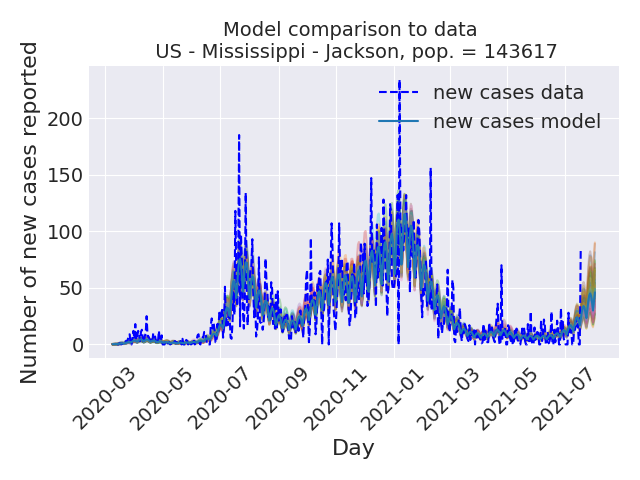 Model comparison to data
US - Mississippi - Jackson, pop. = 143617
Number of new cases reported
new cases data
new cases model
200
150
100
50
0
2020-03
2020-05
2020-07
2020-09
2020-11
2021-01
2021-03
2021-05
2021-07
Day